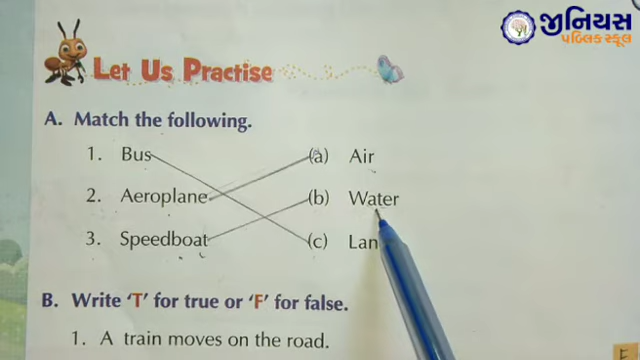 જીનિયસ
પબ્લિક સ્કૂલ
Let Us Practise
A. Match the following.
1. Bus (a) Air
2. Aeroplane (b) Water
3. Speedboat (c) Lan
B. Write ‘T’ for true or ‘F’ for false.
1. A train moves on the road.
F